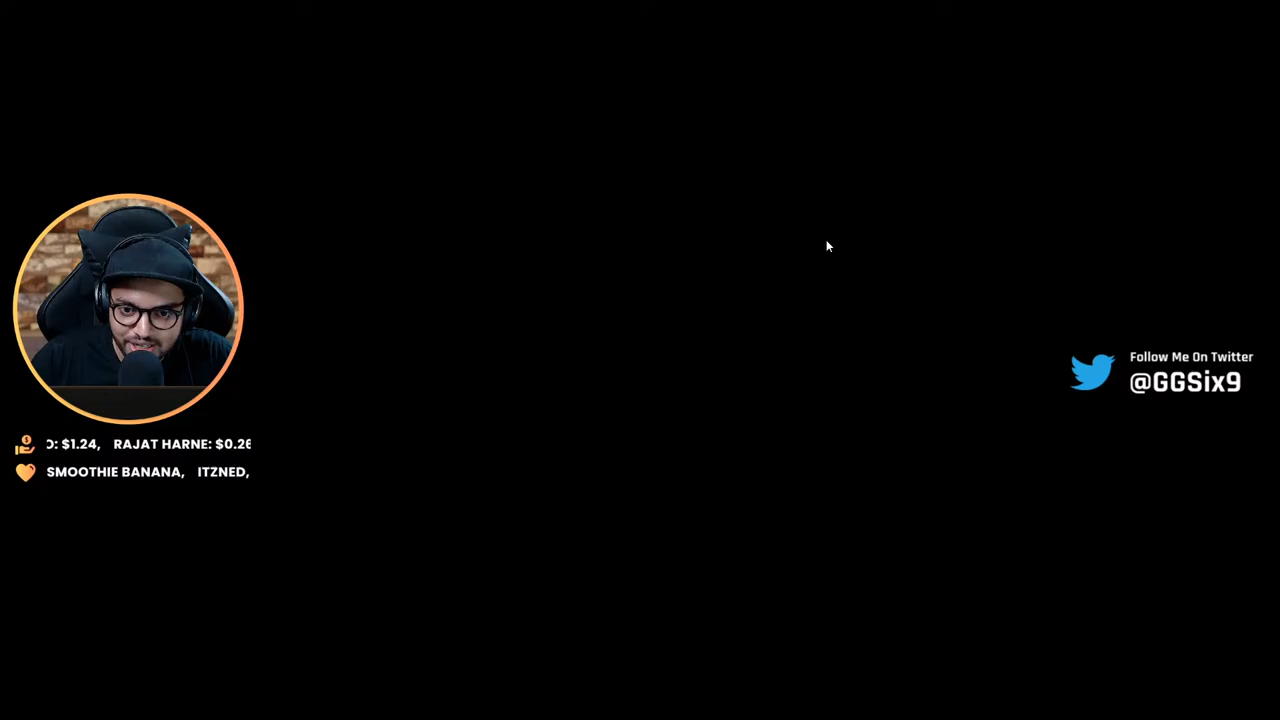 : $1.24, RAJAT HARNE: $0.26
SMOOTHIE BANANA, ITZNED,
Follow Me On Twitter
@GGSix9